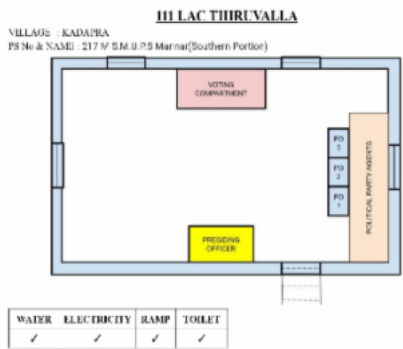 111 LAC THIRUVALLA
VILLAGE : KADAPRA
PS No & NAME : 217 M S.M.U.P.S Mannar(Southern Portion)
VOTING
COMPARTMENT
PO
3
PO
2
PO
1
POLITICAL PARTY AGENTS
PRESIDING
OFFICER
WATER ELECTRICITY RAMP TOILET
✓ ✓ ✓ ✓